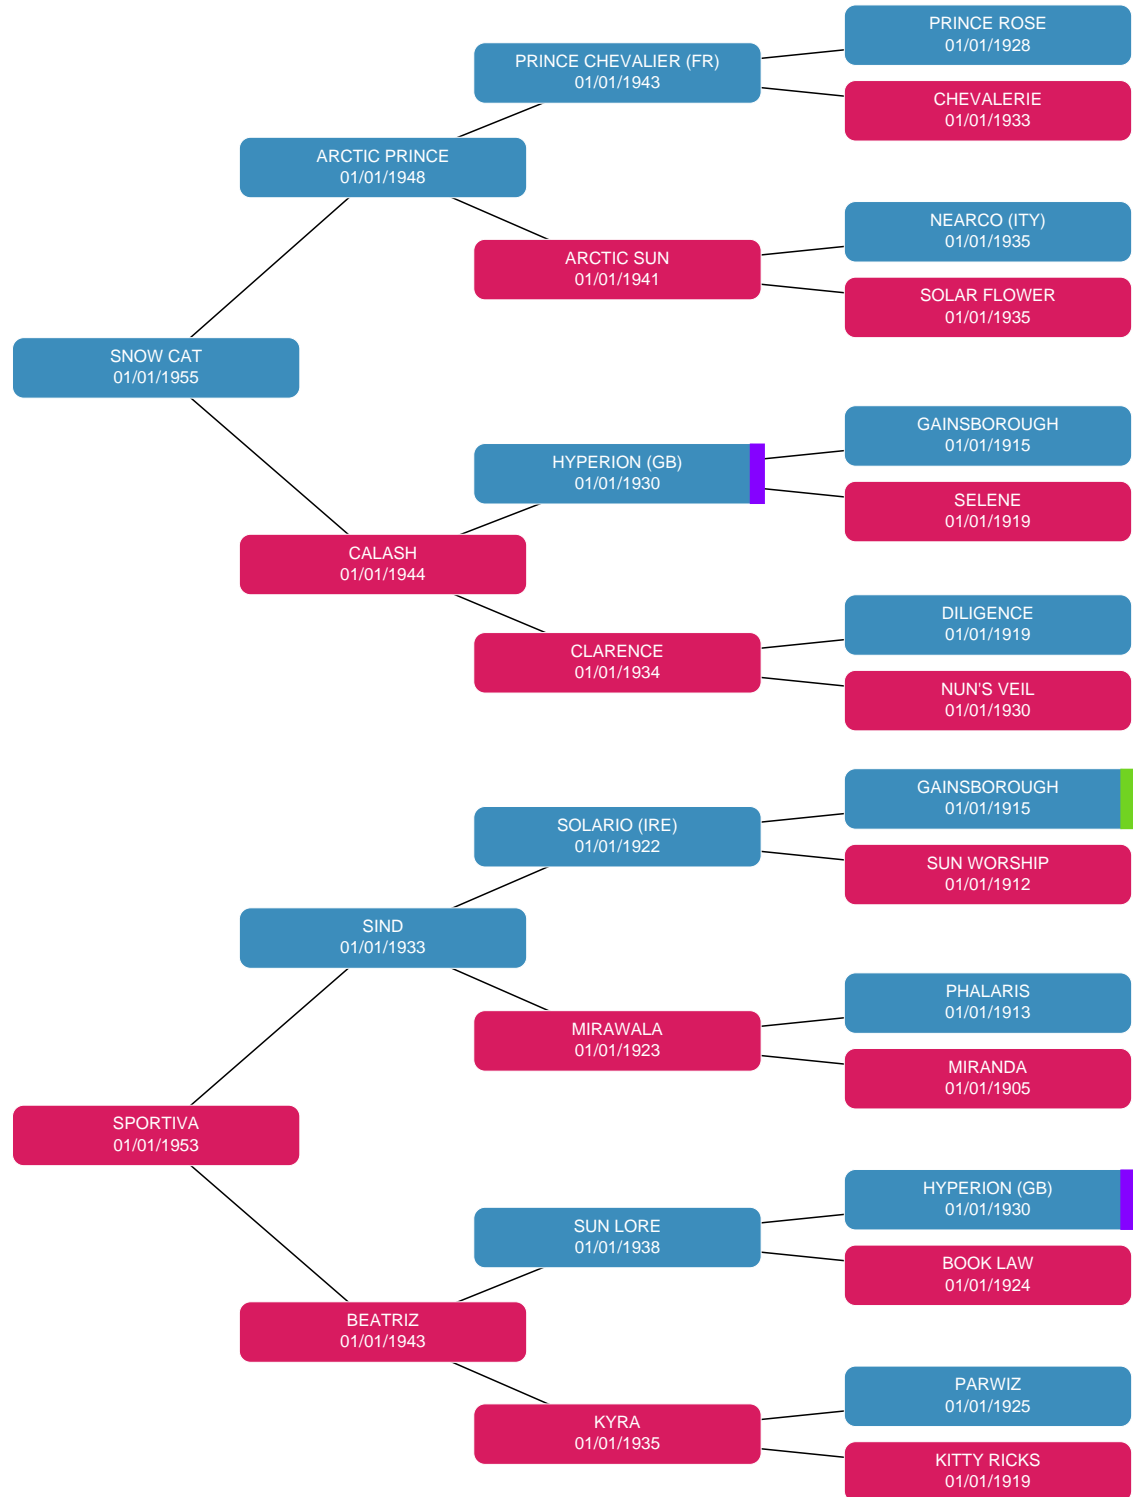 PRINCE ROSE
01/01/1928
PRINCE CHEVALIER (FR)
01/01/1943
CHEVALERIE
01/01/1933
ARCTIC PRINCE
01/01/1948
NEARCO (ITY)
01/01/1935
ARCTIC SUN
01/01/1941
SOLAR FLOWER
01/01/1935
SNOW CAT
01/01/1955
GAINSBOROUGH
01/01/1915
HYPERION (GB)
01/01/1930
SELENE
01/01/1919
CALASH
01/01/1944
DILIGENCE
01/01/1919
CLARENCE
01/01/1934
NUN'S VEIL
01/01/1930
GAINSBOROUGH
01/01/1915
SOLARIO (IRE)
01/01/1922
SUN WORSHIP
01/01/1912
SIND
01/01/1933
PHALARIS
01/01/1913
MIRAWALA
01/01/1923
MIRANDA
01/01/1905
SPORTIVA
01/01/1953
HYPERION (GB)
01/01/1930
SUN LORE
01/01/1938
BOOK LAW
01/01/1924
BEATRIZ
01/01/1943
PARWIZ
01/01/1925
KYRA
01/01/1935
KITTY RICKS
01/01/1919